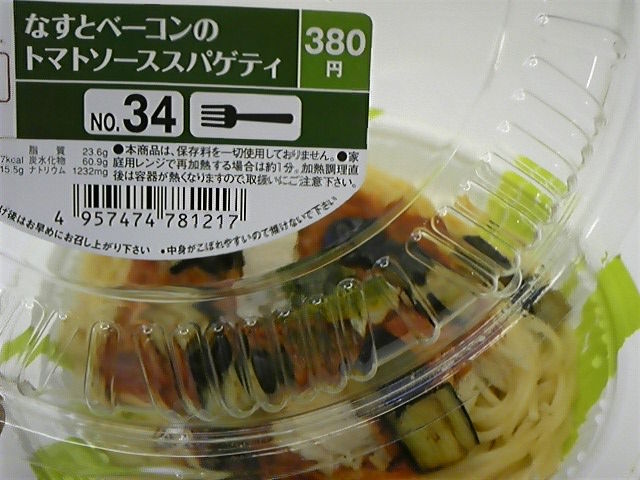 なすとベーコンの
トマトソーススパゲティ
380
円
NO.34
脂 質 23.6g
7kcal 炭水化物 60.9g
15.5g ナトリウム 1232mg
●本商品は、保存料を一切使用しておりません。●家
庭用レンジで再加熱する場合は約1分。加熱調理直
後は容器が熱くなりますので、取扱いにご注意下さい。
4 957474 781217
げ後はお早めにお召し上がり下さい ●中身がこぼれやすいので傾けないで下さい